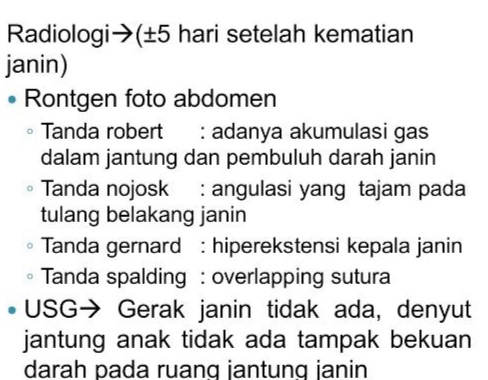 Radiologi→(±5 hari setelah kematian
janin)
• Rontgen foto abdomen
◦ Tanda robert : adanya akumulasi gas
dalam jantung dan pembuluh darah janin
◦ Tanda nojosk : angulasi yang tajam pada
tulang belakang janin
◦ Tanda gernard : hiperekstensi kepala janin
◦ Tanda spalding : overlapping sutura
• USG→ Gerak janin tidak ada, denyut
jantung anak tidak ada tampak bekuan
darah pada ruang jantung janin